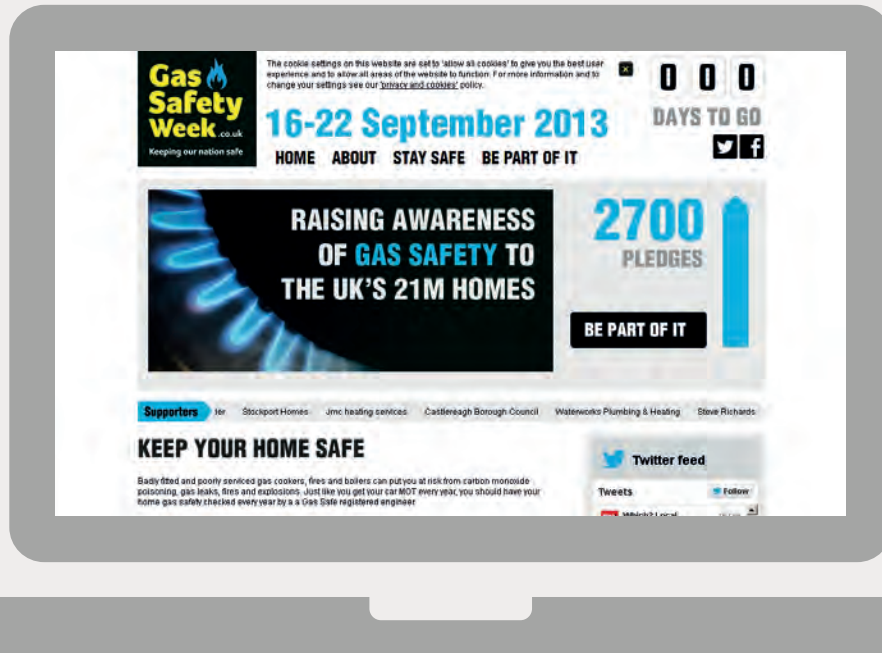 Gas
Safety
Week.co.uk
Keeping our nation safe
The cookie settings on this website are set to 'allow all cookies' to give you the best user
experience and to allow all areas of the website to function. For more information and to
change your settings see our 'privacy and cookies' policy.
16-22 September 2013
HOME ABOUT STAY SAFE BE PART OF IT
0 0 0
DAYS TO GO
RAISING AWARENESS
OF GAS SAFETY TO
THE UK'S 21M HOMES
2700
PLEDGES
BE PART OF IT
Supporters Stockport Homes Jmc heating services Castlereagh Borough Council Waterworks Plumbing & Heating Steve Richards
KEEP YOUR HOME SAFE
Badly fitted and poorly serviced gas cookers, fires and boilers can put you at risk from carbon monoxide
poisoning, gas leaks, fires and explosions. Just like you get your car MOT every year, you should have your
home gas safety checked every year by a a Gas Safe registered engineer
Twitter feed
Tweets Follow
Which? Local